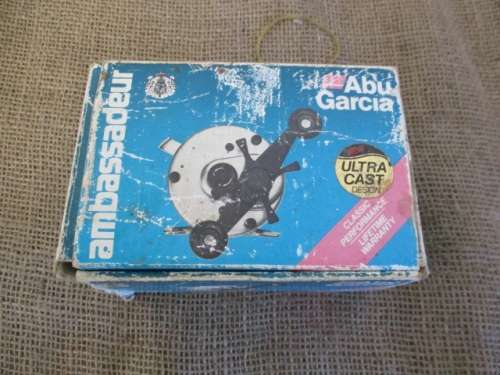 ambassadeur
Abu
Garcia
ULTRA
CAST
DESIGN
CLASSIC
PERFORMANCE
LIFETIME
WARRANTY